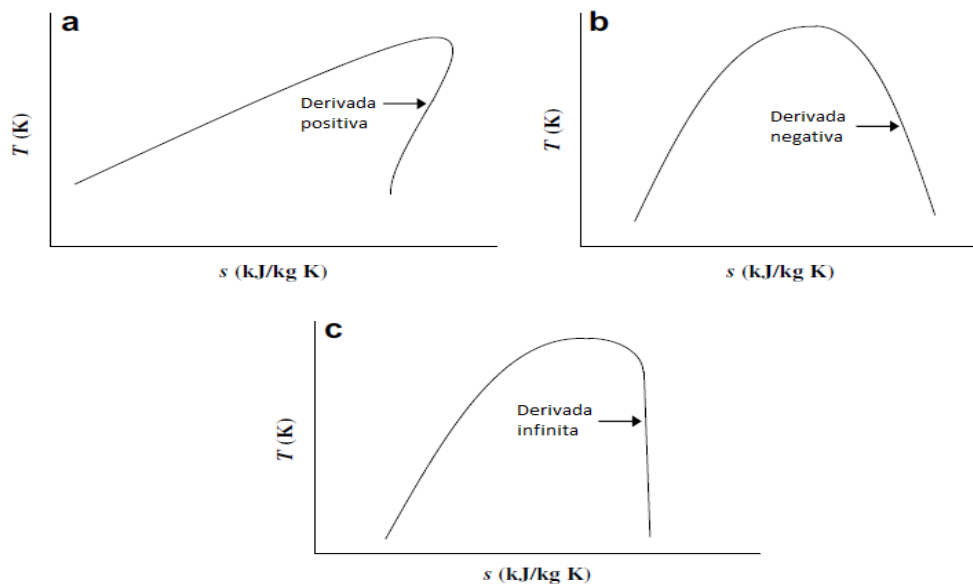 a
Derivada
positiva
T (K)
s (kJ/kg K)
b
Derivada
negativa
T (K)
s (kJ/kg K)
c
Derivada
infinita
T (K)
s (kJ/kg K)